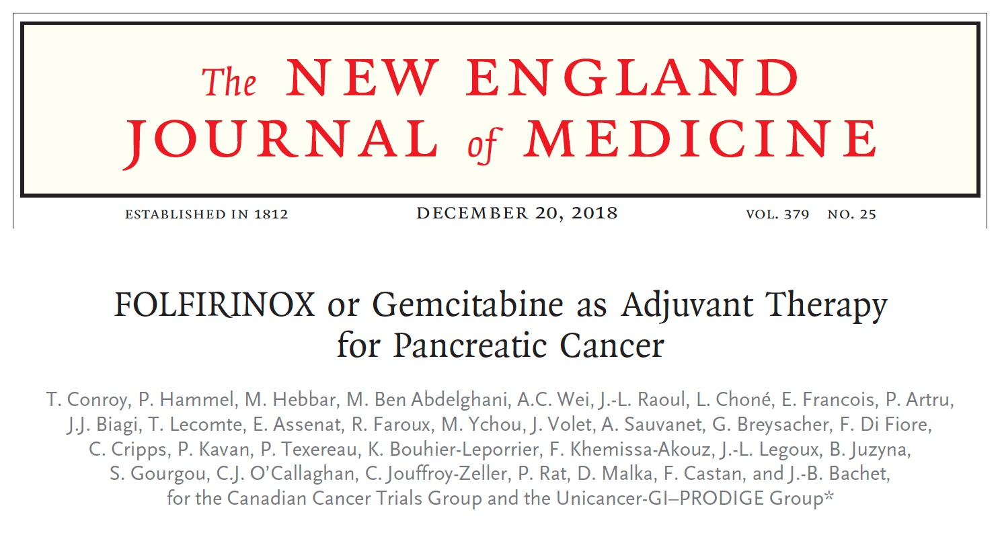 The NEW ENGLAND
JOURNAL of MEDICINE
ESTABLISHED IN 1812 DECEMBER 20, 2018 VOL. 379 NO. 25
FOLFIRINOX or Gemcitabine as Adjuvant Therapy
for Pancreatic Cancer
T. Conroy, P. Hammel, M. Hebbar, M. Ben Abdelghani, A.C. Wei, J.-L. Raoul, L. Choné, E. Francois, P. Artru,
J.J. Biagi, T. Lecomte, E. Assenat, R. Faroux, M. Ychou, J. Volet, A. Sauvanet, G. Breysacher, F. Di Fiore,
C. Cripps, P. Kavan, P. Texereau, K. Bouhier-Leporrier, F. Khemissa-Akouz, J.-L. Legoux, B. Juzyna,
S. Gourgou, C.J. O’Callaghan, C. Jouffroy-Zeller, P. Rat, D. Malka, F. Castan, and J.-B. Bachet,
for the Canadian Cancer Trials Group and the Unicancer-GI–PRODIGE Group*